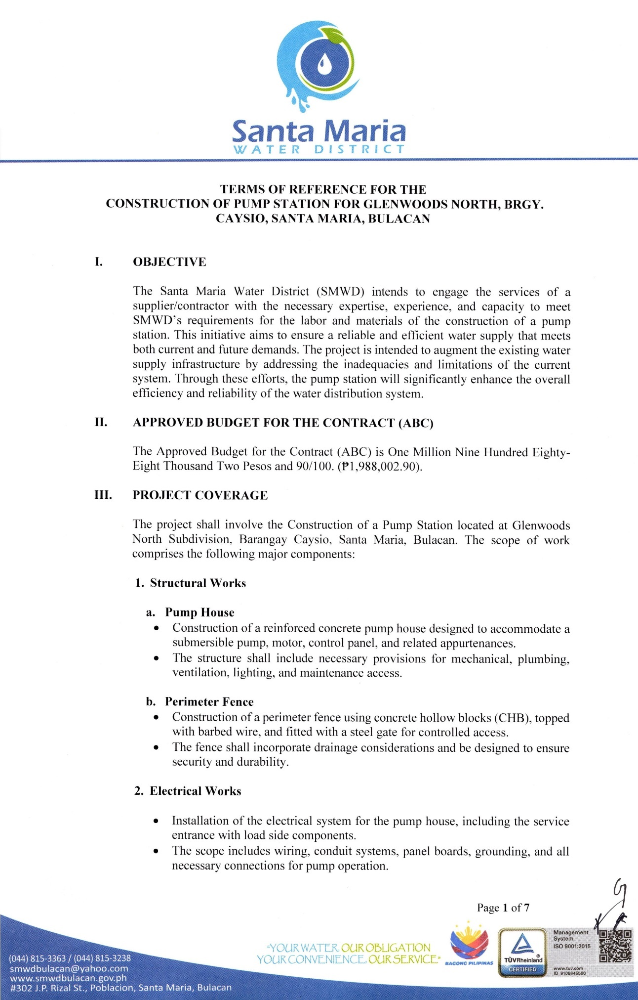 Santa Maria
WATER DISTRICT
TERMS OF REFERENCE FOR THE
CONSTRUCTION OF PUMP STATION FOR GLENWOODS NORTH, BRGY.
CAYSIO, SANTA MARIA, BULACAN
I. OBJECTIVE
The Santa Maria Water District (SMWD) intends to engage the services of a
supplier/contractor with the necessary expertise, experience, and capacity to meet
SMWD's requirements for the labor and materials of the construction of a pump
station. This initiative aims to ensure a reliable and efficient water supply that meets
both current and future demands. The project is intended to augment the existing water
supply infrastructure by addressing the inadequacies and limitations of the current
system. Through these efforts, the pump station will significantly enhance the overall
efficiency and reliability of the water distribution system.
II. APPROVED BUDGET FOR THE CONTRACT (ABC)
The Approved Budget for the Contract (ABC) is One Million Nine Hundred Eighty-
Eight Thousand Two Pesos and 90/100. (₱1,988,002.90).
III. PROJECT COVERAGE
The project shall involve the Construction of a Pump Station located at Glenwoods
North Subdivision, Barangay Caysio, Santa Maria, Bulacan. The scope of work
comprises the following major components:
1. Structural Works
a. Pump House
• Construction of a reinforced concrete pump house designed to accommodate a
submersible pump, motor, control panel, and related appurtenances.
• The structure shall include necessary provisions for mechanical, plumbing,
ventilation, lighting, and maintenance access.
b. Perimeter Fence
• Construction of a perimeter fence using concrete hollow blocks (CHB), topped
with barbed wire, and fitted with a steel gate for controlled access.
• The fence shall incorporate drainage considerations and be designed to ensure
security and durability.
2. Electrical Works
• Installation of the electrical system for the pump house, including the service
entrance with load side components.
• The scope includes wiring, conduit systems, panel boards, grounding, and all
necessary connections for pump operation.
Page 1 of 7
(044) 815-3363 / (044) 815-3238
smwdbulacan@yahoo.com
www.smwdbulacan.gov.ph
#302 J.P. Rizal St., Poblacion, Santa Maria, Bulacan
"YOUR WATER, OUR OBLIGATION
YOUR CONVENIENCE, OUR SERVICE"
BAGONG PILIPINAS
TÜVRheinland®
CERTIFIED
Management
System
ISO 9001:2015
www.tuv.com
ID 9108645560